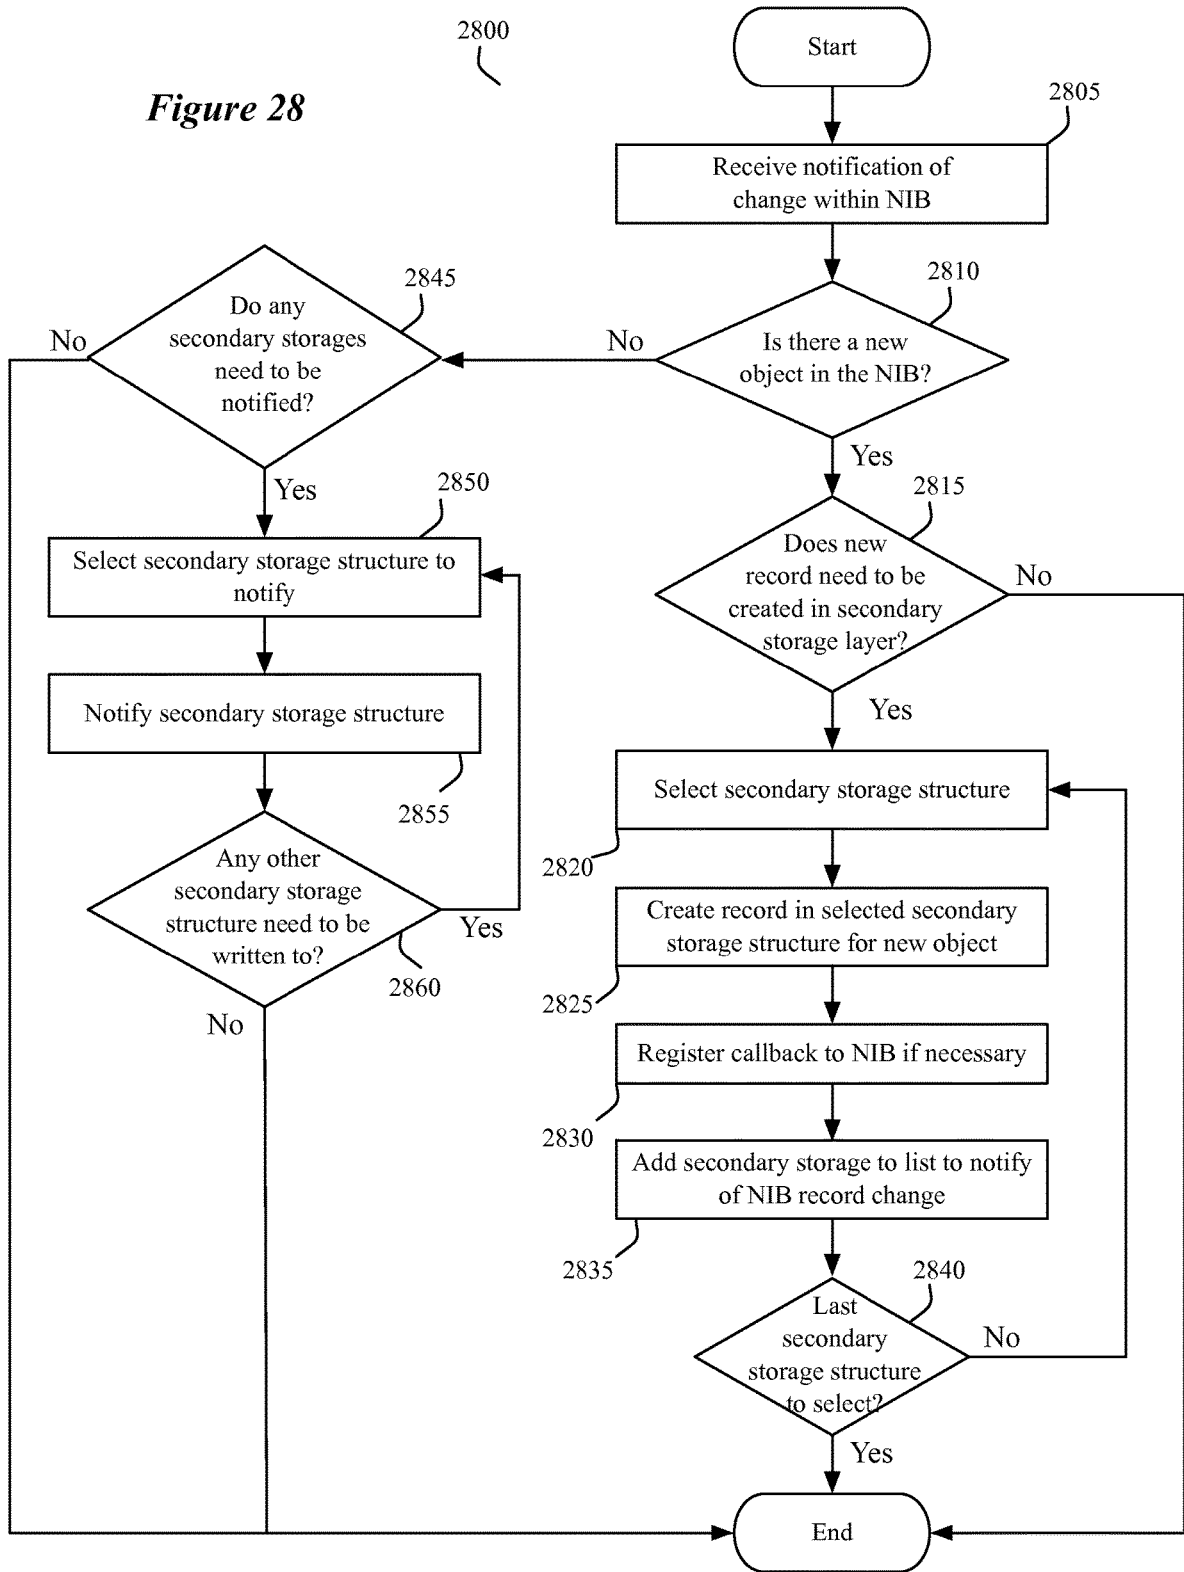 2800
Figure 28
Start
2805
Receive notification of
change within NIB
2810
Is there a new
object in the NIB?
No
Yes
2845
Do any
secondary storages
need to be
notified?
No
Yes
2850
Select secondary storage structure to
notify
Notify secondary storage structure
2855
Any other
secondary storage
structure need to be
written to?
Yes
2860
No
2815
Does new
record need to be
created in secondary
storage layer?
No
Yes
Select secondary storage structure
2820
Create record in selected secondary
storage structure for new object
2825
Register callback to NIB if necessary
2830
Add secondary storage to list to notify
of NIB record change
2835
2840
Last
secondary
storage structure
to select?
No
Yes
End